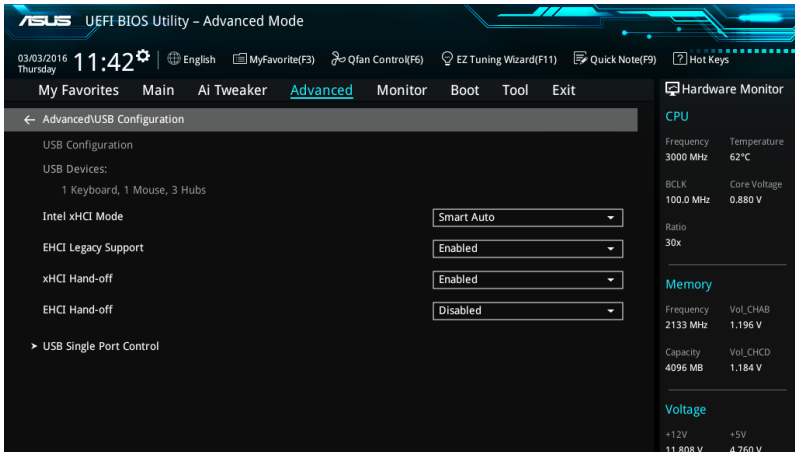 ASUS UEFI BIOS Utility – Advanced Mode
03/03/2016 Thursday 11:42 English MyFavorite(F3) Qfan Control(F6) EZ Tuning Wizard(F11) Quick Note(F9) ? Hot Keys
My Favorites Main Ai Tweaker Advanced Monitor Boot Tool Exit
← Advanced\USB Configuration
USB Configuration
USB Devices:
1 Keyboard, 1 Mouse, 3 Hubs
Intel xHCI Mode Smart Auto
EHCI Legacy Support Enabled
xHCI Hand-off Enabled
EHCI Hand-off Disabled
➤ USB Single Port Control
Hardware Monitor
CPU
Frequency Temperature
3000 MHz 62°C
BCLK Core Voltage
100.0 MHz 0.880 V
Ratio
30x
Memory
Frequency Vol_CHAB
2133 MHz 1.196 V
Capacity Vol_CHCD
4096 MB 1.184 V
Voltage
+12V +5V
11.808 V 4.760 V